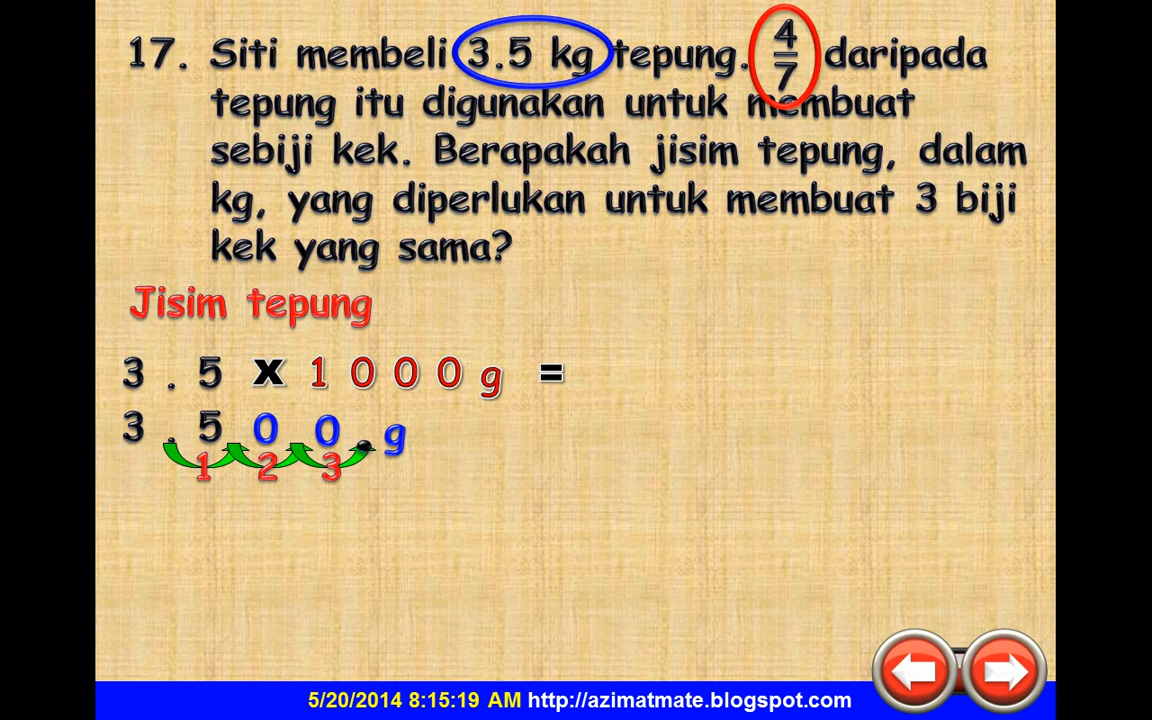 17. Siti membeli 3.5 kg tepung. 4/7 daripada
tepung itu digunakan untuk membuat
sebiji kek. Berapakah jisim tepung, dalam
kg, yang diperlukan untuk membuat 3 biji
kek yang sama?
Jisim tepung
3 . 5 x 1 0 0 0 g =
3 . 5 0 0 . g
1 2 3
5/20/2014 8:15:19 AM http://azimatmate.blogspot.com